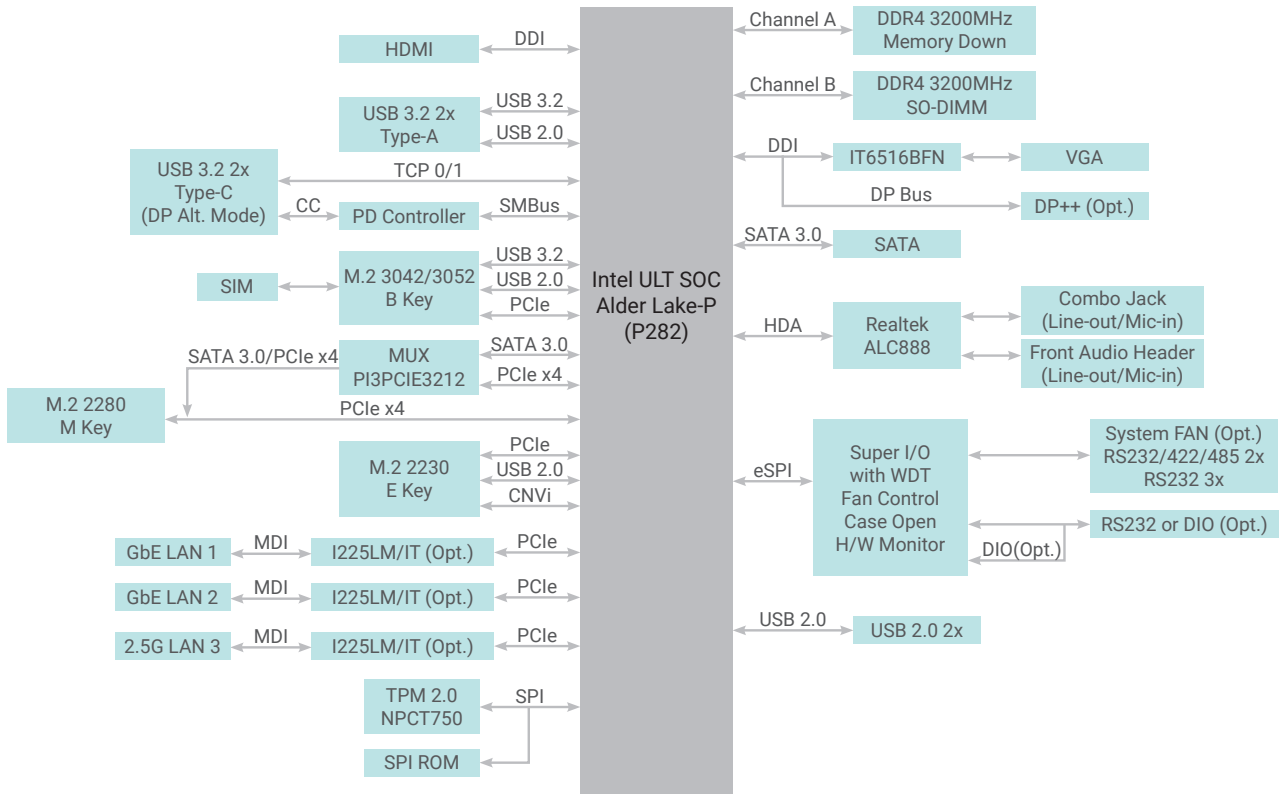 HDMI
DDI
USB 3.2 2x
Type-A
USB 3.2
USB 2.0
USB 3.2 2x
Type-C
(DP Alt. Mode)
TCP 0/1
CC
PD Controller
SMBus
SIM
M.2 3042/3052
B Key
USB 3.2
USB 2.0
PCIe
SATA 3.0/PCIe x4
MUX
PI3PCIE3212
SATA 3.0
PCIe x4
M.2 2280
M Key
PCIe x4
M.2 2230
E Key
PCIe
USB 2.0
CNVi
GbE LAN 1
MDI
I225LM/IT (Opt.)
PCIe
GbE LAN 2
MDI
I225LM/IT (Opt.)
PCIe
2.5G LAN 3
MDI
I225LM/IT (Opt.)
PCIe
TPM 2.0
NPCT750
SPI
SPI ROM
Intel ULT SOC
Alder Lake-P
(P282)
Channel A
DDR4 3200MHz
Memory Down
Channel B
DDR4 3200MHz
SO-DIMM
DDI
IT6516BFN
VGA
DP Bus
DP++ (Opt.)
SATA 3.0
SATA
HDA
Realtek
ALC888
Combo Jack
(Line-out/Mic-in)
Front Audio Header
(Line-out/Mic-in)
eSPI
Super I/O
with WDT
Fan Control
Case Open
H/W Monitor
System FAN (Opt.)
RS232/422/485 2x
RS232 3x
RS232 or DIO (Opt.)
DIO(Opt.)
USB 2.0
USB 2.0 2x